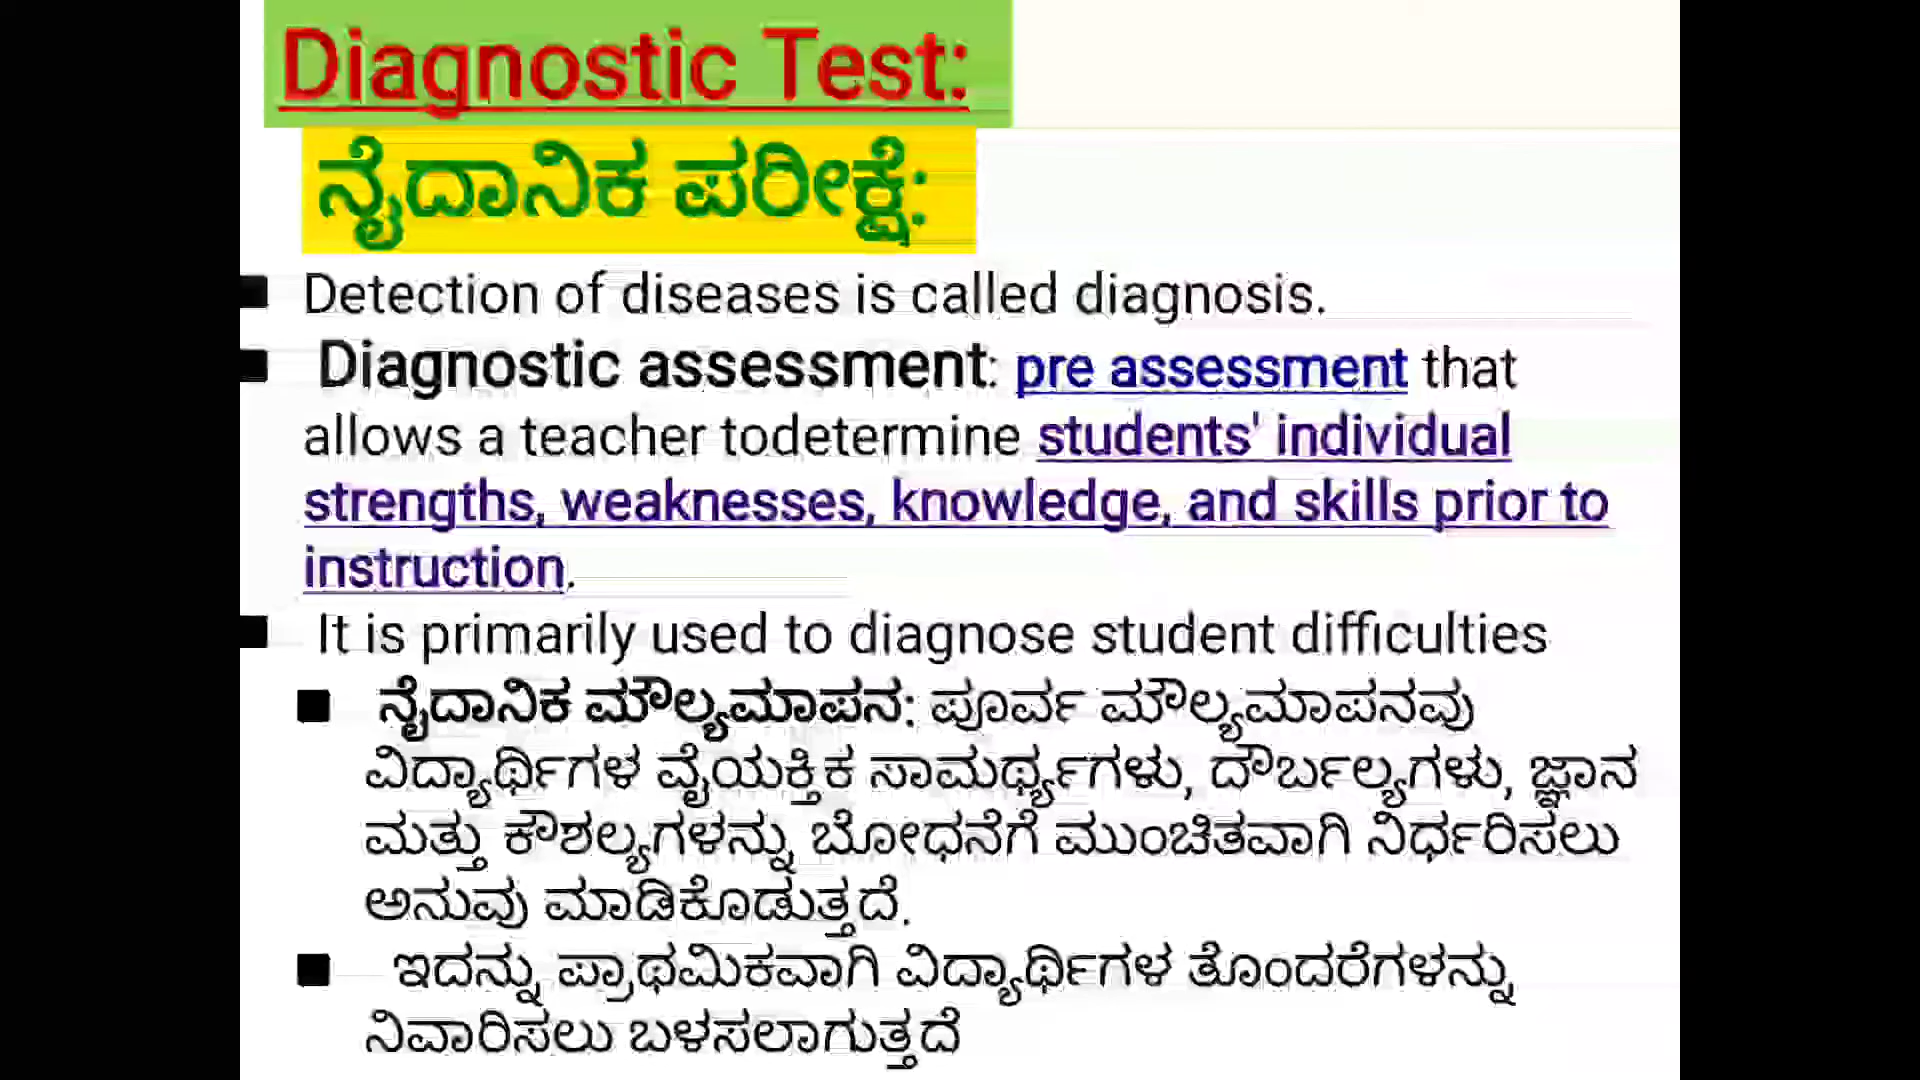 Diagnostic Test:
ನೈದಾನಿಕ ಪರೀಕ್ಷೆ:
Detection of diseases is called diagnosis.
Diagnostic assessment: pre assessment that
allows a teacher todetermine students' individual
strengths, weaknesses, knowledge, and skills prior to
instruction.
It is primarily used to diagnose student difficulties
ನೈದಾನಿಕ ಮೌಲ್ಯಮಾಪನ: ಪೂರ್ವ ಮೌಲ್ಯಮಾಪನವು
ವಿದ್ಯಾರ್ಥಿಗಳ ವೈಯಕ್ತಿಕ ಸಾಮರ್ಥ್ಯಗಳು, ದೌರ್ಬಲ್ಯಗಳು, ಜ್ಞಾನ
ಮತ್ತು ಕೌಶಲ್ಯಗಳನ್ನು ಬೋಧನೆಗೆ ಮುಂಚಿತವಾಗಿ ನಿರ್ಧರಿಸಲು
ಅನುವು ಮಾಡಿಕೊಡುತ್ತದೆ.
ಇದನ್ನು ಪ್ರಾಥಮಿಕವಾಗಿ ವಿದ್ಯಾರ್ಥಿಗಳ ತೊಂದರೆಗಳನ್ನು
ನಿವಾರಿಸಲು ಬಳಸಲಾಗುತ್ತದೆ